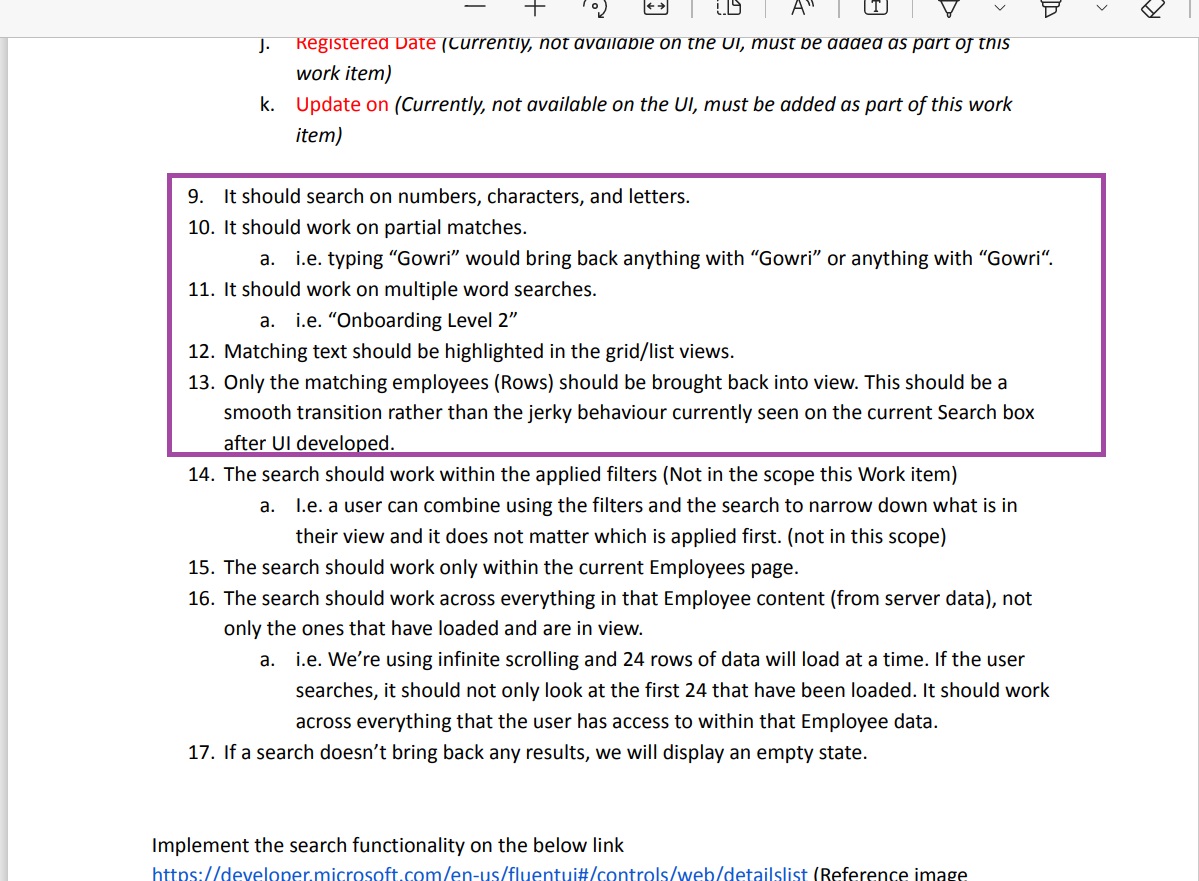 j. Registered Date (Currently, not available on the UI, must be added as part of this
work item)
k. Update on (Currently, not available on the UI, must be added as part of this work
item)
9. It should search on numbers, characters, and letters.
10. It should work on partial matches.
a. i.e. typing “Gowri” would bring back anything with “Gowri” or anything with “Gowri“.
11. It should work on multiple word searches.
a. i.e. “Onboarding Level 2”
12. Matching text should be highlighted in the grid/list views.
13. Only the matching employees (Rows) should be brought back into view. This should be a
smooth transition rather than the jerky behaviour currently seen on the current Search box
after UI developed.
14. The search should work within the applied filters (Not in the scope this Work item)
a. I.e. a user can combine using the filters and the search to narrow down what is in
their view and it does not matter which is applied first. (not in this scope)
15. The search should work only within the current Employees page.
16. The search should work across everything in that Employee content (from server data), not
only the ones that have loaded and are in view.
a. i.e. We’re using infinite scrolling and 24 rows of data will load at a time. If the user
searches, it should not only look at the first 24 that have been loaded. It should work
across everything that the user has access to within that Employee data.
17. If a search doesn’t bring back any results, we will display an empty state.
Implement the search functionality on the below link
https://developer.microsoft.com/en-us/fluentui#/controls/web/detailslist (Reference image